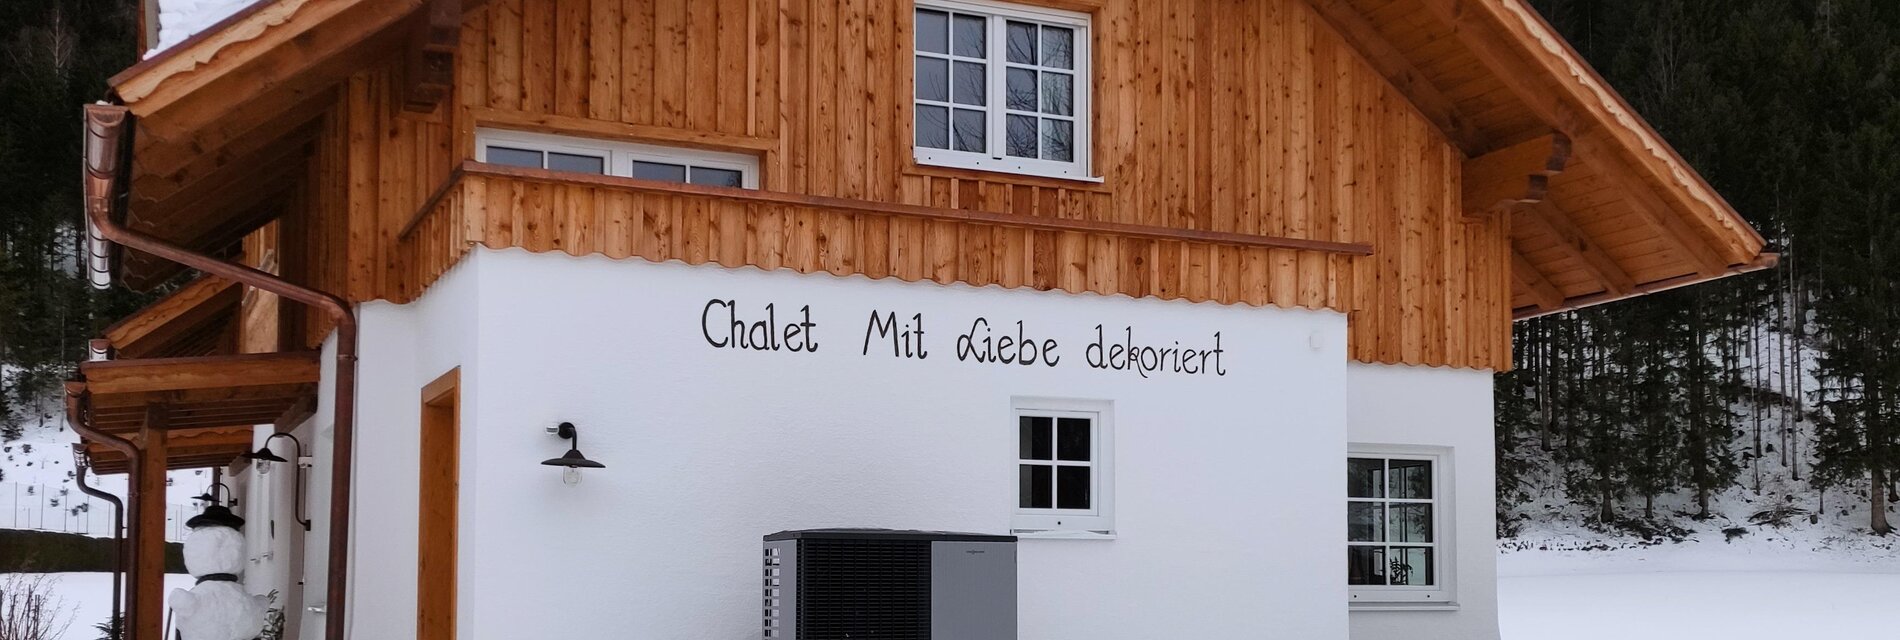 Chalet Mit Liebe dekoriert